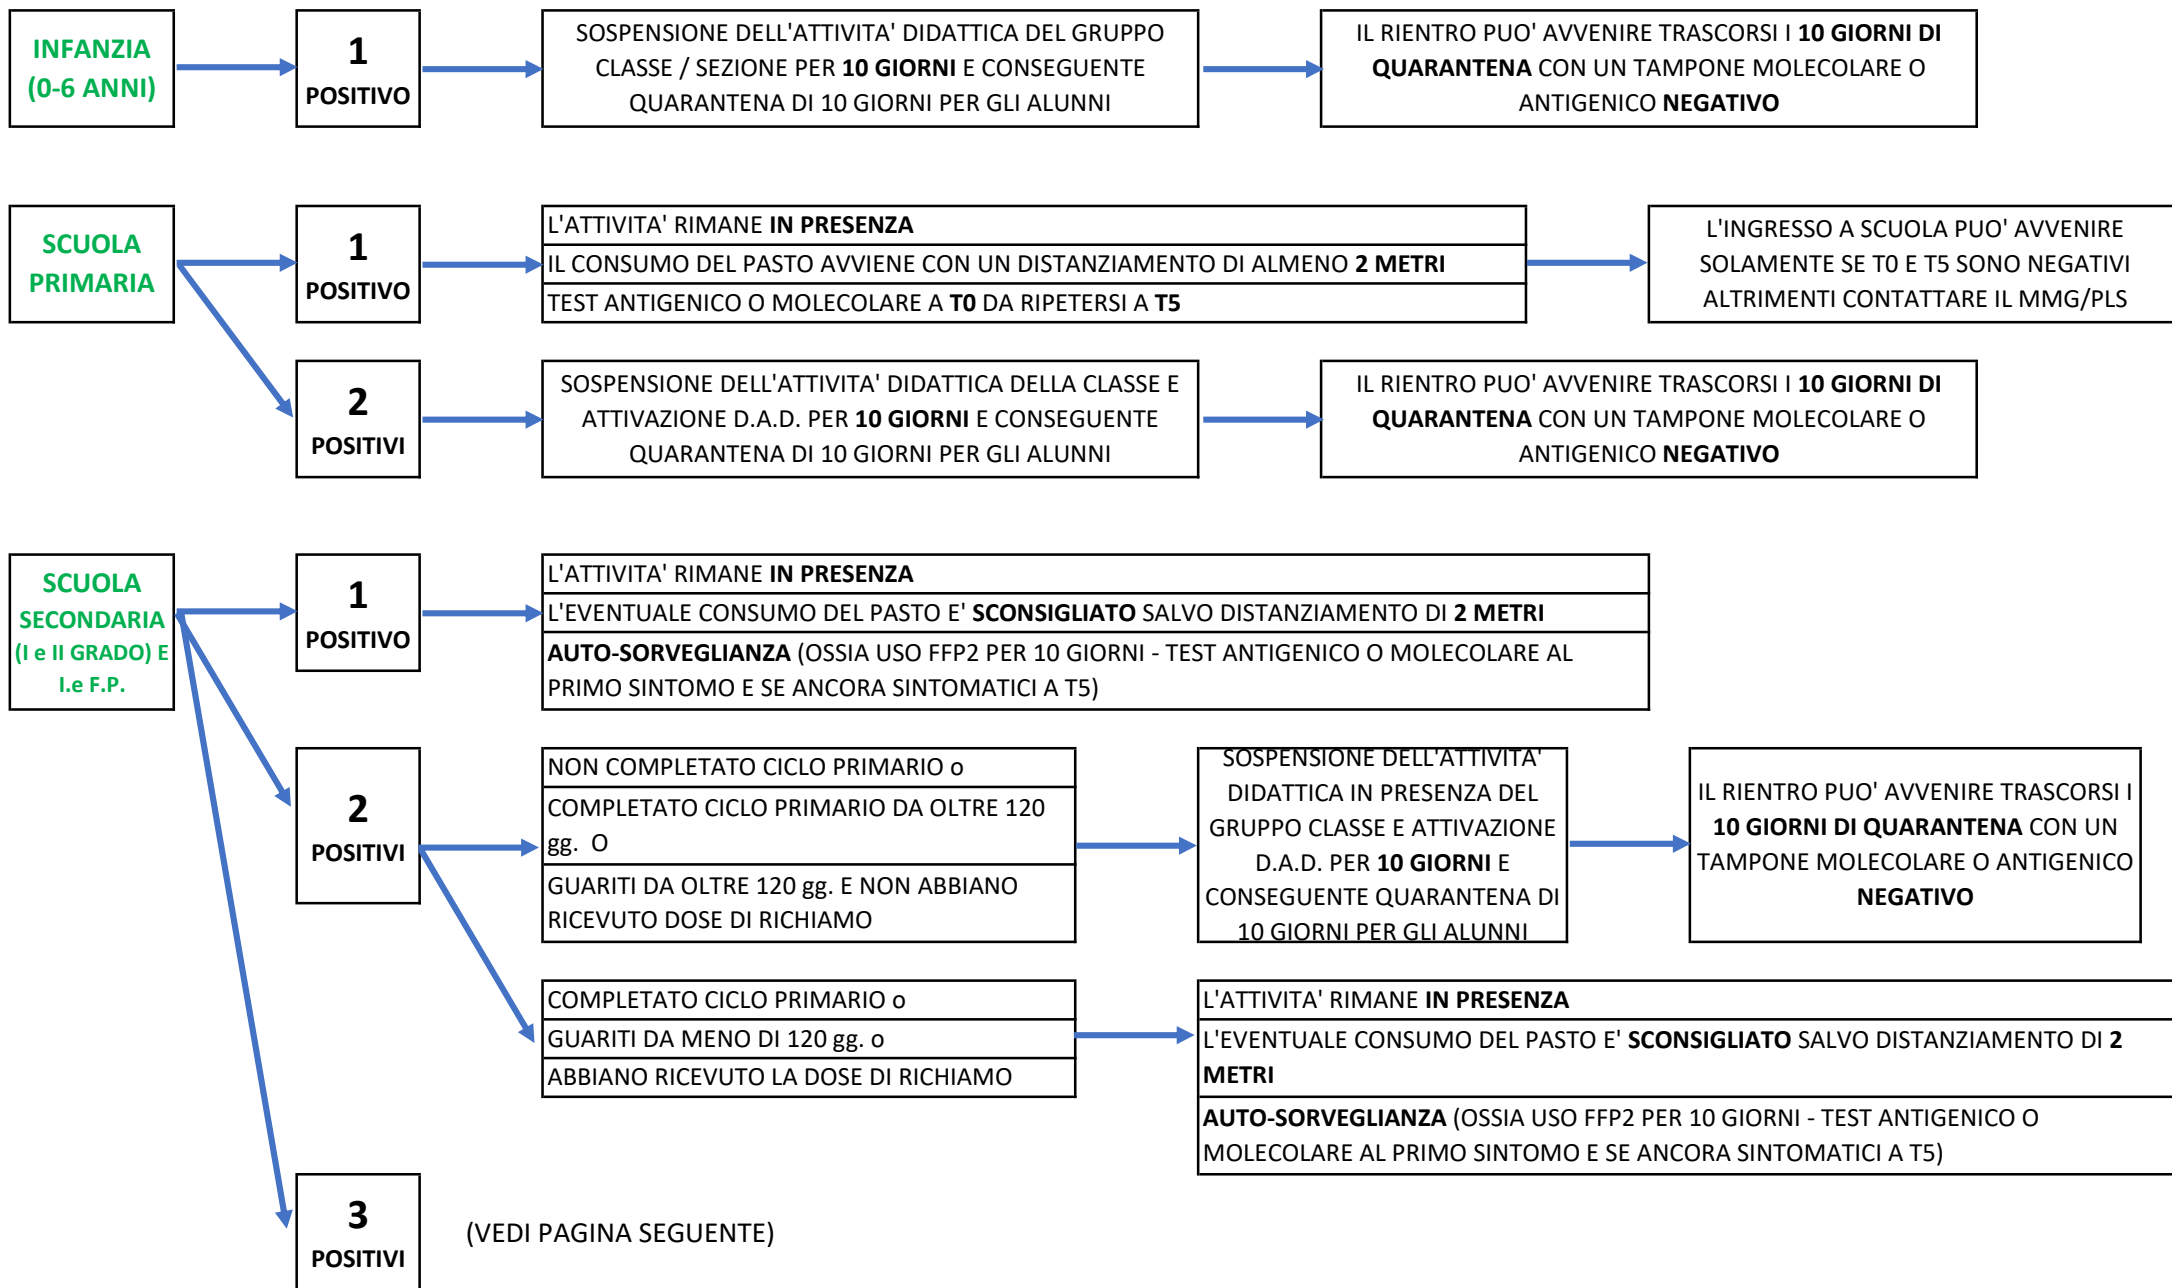 INFANZIA
(0-6 ANNI)
1
POSITIVO
SOSPENSIONE DELL'ATTIVITA' DIDATTICA DEL GRUPPO
CLASSE / SEZIONE PER 10 GIORNI E CONSEGUENTE
QUARANTENA DI 10 GIORNI PER GLI ALUNNI
IL RIENTRO PUO' AVVENIRE TRASCORSI I 10 GIORNI DI
QUARANTENA CON UN TAMPONE MOLECOLARE O
ANTIGENICO NEGATIVO
SCUOLA
PRIMARIA
1
POSITIVO
L'ATTIVITA' RIMANE IN PRESENZA
IL CONSUMO DEL PASTO AVVIENE CON UN DISTANZIAMENTO DI ALMENO 2 METRI
TEST ANTIGENICO O MOLECOLARE A T0 DA RIPETERSI A T5
L'INGRESSO A SCUOLA PUO' AVVENIRE
SOLAMENTE SE T0 E T5 SONO NEGATIVI
ALTRIMENTI CONTATTARE IL MMG/PLS
2
POSITIVI
SOSPENSIONE DELL'ATTIVITA' DIDATTICA DELLA CLASSE E
ATTIVAZIONE D.A.D. PER 10 GIORNI E CONSEGUENTE
QUARANTENA DI 10 GIORNI PER GLI ALUNNI
IL RIENTRO PUO' AVVENIRE TRASCORSI I 10 GIORNI DI
QUARANTENA CON UN TAMPONE MOLECOLARE O
ANTIGENICO NEGATIVO
SCUOLA
SECONDARIA
(I e II GRADO) E
I.e F.P.
1
POSITIVO
L'ATTIVITA' RIMANE IN PRESENZA
L'EVENTUALE CONSUMO DEL PASTO E' SCONSIGLIATO SALVO DISTANZIAMENTO DI 2 METRI
AUTO-SORVEGLIANZA (OSSIA USO FFP2 PER 10 GIORNI - TEST ANTIGENICO O MOLECOLARE AL
PRIMO SINTOMO E SE ANCORA SINTOMATICI A T5)
2
POSITIVI
NON COMPLETATO CICLO PRIMARIO o
COMPLETATO CICLO PRIMARIO DA OLTRE 120
gg. O
GUARITI DA OLTRE 120 gg. E NON ABBIANO
RICEVUTO DOSE DI RICHIAMO
SOSPENSIONE DELL'ATTIVITA'
DIDATTICA IN PRESENZA DEL
GRUPPO CLASSE E ATTIVAZIONE
D.A.D. PER 10 GIORNI E
CONSEGUENTE QUARANTENA DI
10 GIORNI PER GLI ALUNNI
IL RIENTRO PUO' AVVENIRE TRASCORSI I
10 GIORNI DI QUARANTENA CON UN
TAMPONE MOLECOLARE O ANTIGENICO
NEGATIVO
COMPLETATO CICLO PRIMARIO o
GUARITI DA MENO DI 120 gg. o
ABBIANO RICEVUTO LA DOSE DI RICHIAMO
L'ATTIVITA' RIMANE IN PRESENZA
L'EVENTUALE CONSUMO DEL PASTO E' SCONSIGLIATO SALVO DISTANZIAMENTO DI 2
METRI
AUTO-SORVEGLIANZA (OSSIA USO FFP2 PER 10 GIORNI - TEST ANTIGENICO O
MOLECOLARE AL PRIMO SINTOMO E SE ANCORA SINTOMATICI A T5)
3
POSITIVI
(VEDI PAGINA SEGUENTE)